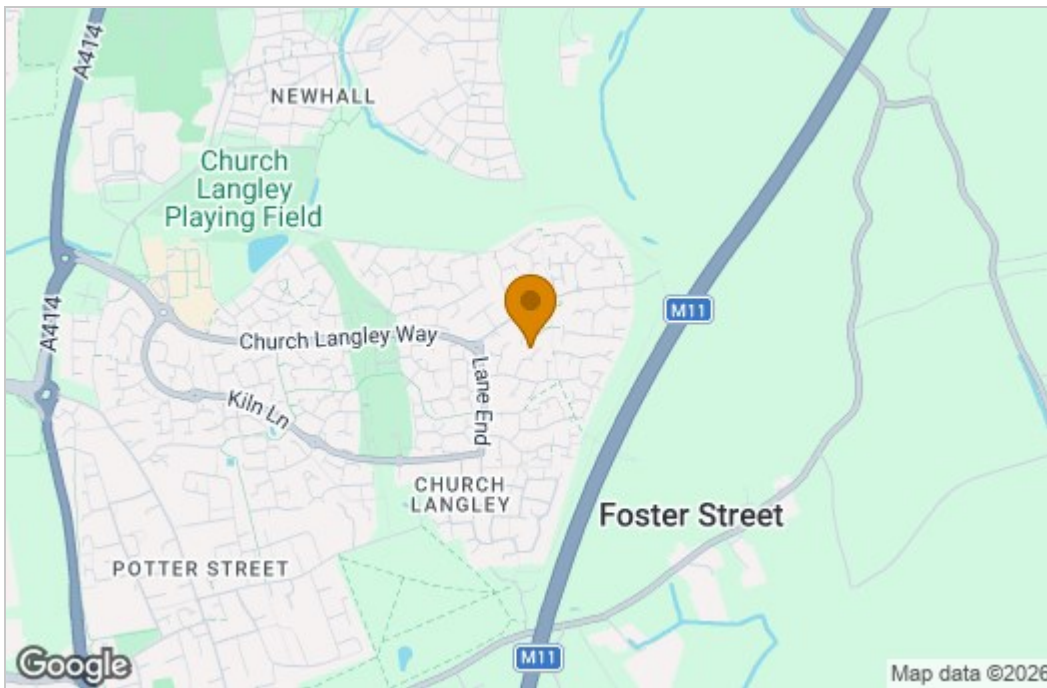 A414
NEWHALL
Church
Langley
Playing Field
A414
Church Langley Way
M11
Lane End
Kiln Ln
CHURCH
LANGLEY
Foster Street
POTTER STREET
M11
Google
Map data ©2026